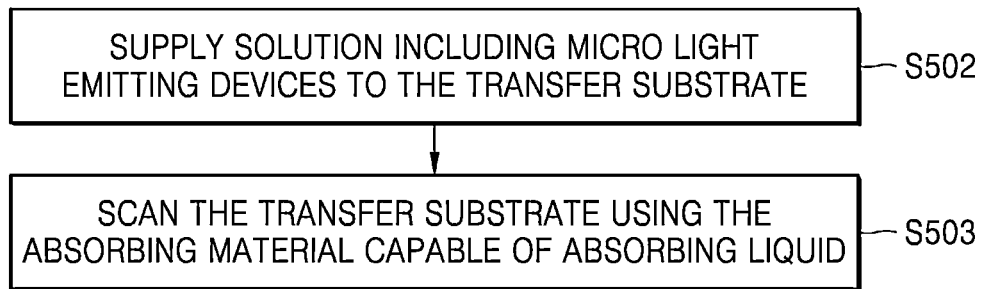 SUPPLY SOLUTION INCLUDING MICRO LIGHT
EMITTING DEVICES TO THE TRANSFER SUBSTRATE
S502
SCAN THE TRANSFER SUBSTRATE USING THE
ABSORBING MATERIAL CAPABLE OF ABSORBING LIQUID
S503